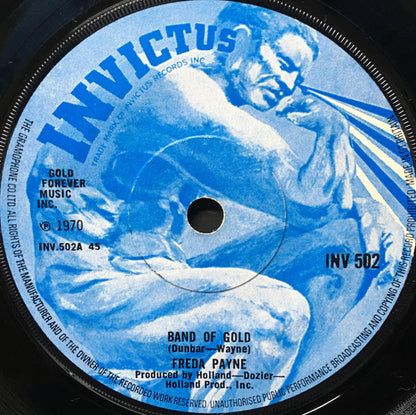 INVICTUS
TRADE MARK OF INVICTUS RECORDS INC.
GOLD
FOREVER
MUSIC
INC.
℗ 1970
INV.502A 45
INV 502
BAND OF GOLD
(Dunbar—Wayne)
FREDA PAYNE
Produced by Holland—Dozier—
Holland Prod., Inc.
THE GRAMOPHONE CO. LTD. ALL RIGHTS OF THE MANUFACTURER AND OF THE OWNER OF THE RECORDED WORK RESERVED. UNAUTHORISED PUBLIC PERFORMANCE BROADCASTING AND COPYING OF THIS RECORD PROHIBITED. MADE IN